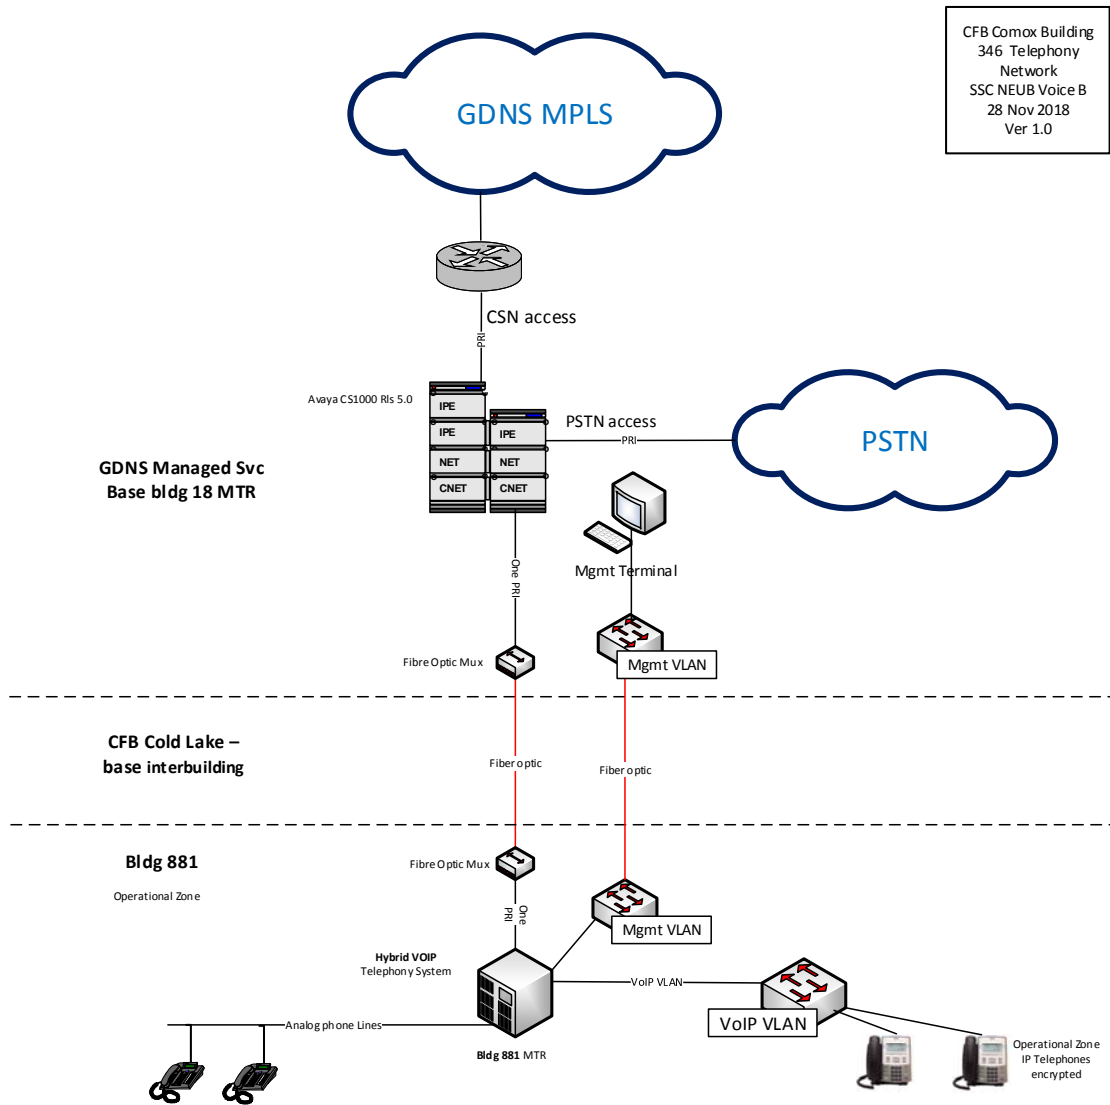 CFB Comox Building
346 Telephony
Network
SSC NEUB Voice B
28 Nov 2018
Ver 1.0
GDNS MPLS
CSN access
PRI
Avaya CS1000 Rls 5.0
IPE
IPE
NET
CNET
IPE
NET
CNET
PSTN access
PRI
PSTN
GDNS Managed Svc
Base bldg 18 MTR
One PRI
Mgmt Terminal
Fibre Optic Mux
Mgmt VLAN
CFB Cold Lake –
base interbuilding
Fiber optic
Fiber optic
Bldg 881
Operational Zone
Fibre Optic Mux
One
PRI
Mgmt VLAN
Hybrid VOIP
Telephony System
VoIP VLAN
VoIP VLAN
Analog phone Lines
Bldg 881 MTR
Operational Zone
IP Telephones
encrypted